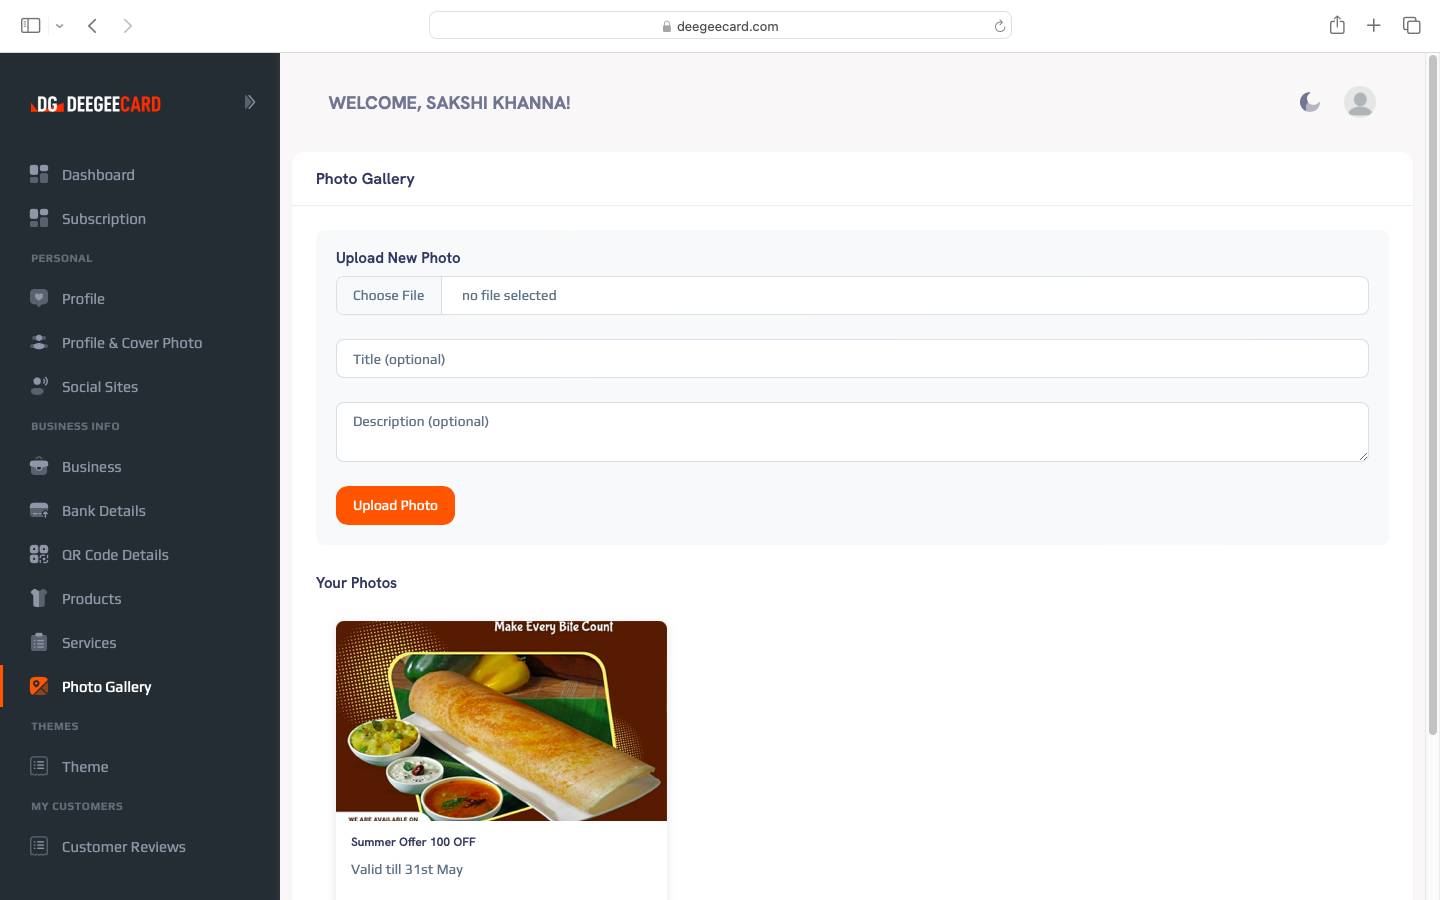 deegeecard.com
DG DEEGEECARD
WELCOME, SAKSHI KHANNA!
Dashboard
Subscription
PERSONAL
Profile
Profile & Cover Photo
Social Sites
BUSINESS INFO
Business
Bank Details
QR Code Details
Products
Services
Photo Gallery
THEMES
Theme
MY CUSTOMERS
Customer Reviews
Photo Gallery
Upload New Photo
Choose File no file selected
Title (optional)
Description (optional)
Upload Photo
Your Photos
Make Every Bite Count
WE ARE AVAILABLE ON
Summer Offer 100 OFF
Valid till 31st May